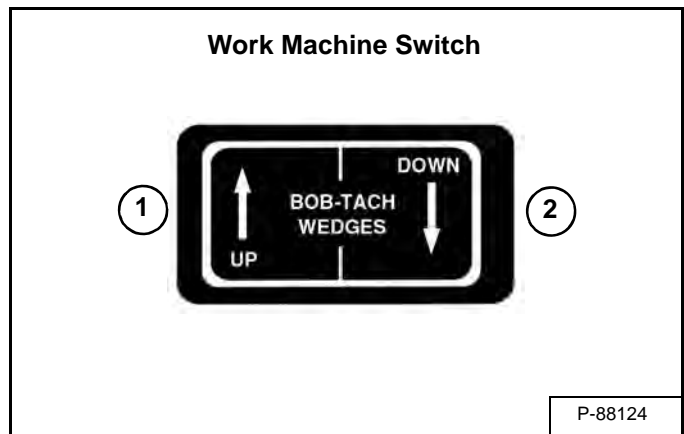 Work Machine Switch
1
UP
BOB-TACH
WEDGES
DOWN
2
P-88124